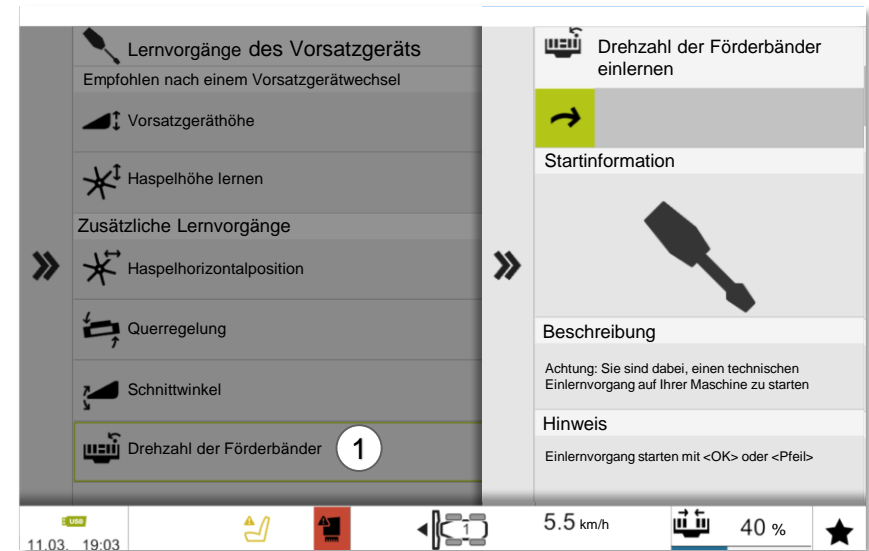 Lernvorgänge des Vorsatzgeräts
Empfohlen nach einem Vorsatzgerätwechsel
Vorsatzgeräthöhe
Haspelhöhe lernen
Zusätzliche Lernvorgänge
Haspelhorizontalposition
Querregelung
Schnittwinkel
Drehzahl der Förderbänder
1
Drehzahl der Förderbänder
einlernen
Startinformation
Beschreibung
Achtung: Sie sind dabei, einen technischen
Einlernvorgang auf Ihrer Maschine zu starten
Hinweis
Einlernvorgang starten mit <OK> oder <Pfeil>
USB
11.03. 19:03
1
5.5 km/h
40 %